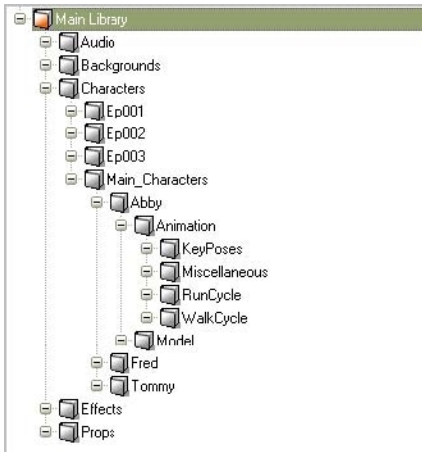 Main Library
Audio
Backgrounds
Characters
Ep001
Ep002
Ep003
Main_Characters
Abby
Animation
KeyPoses
Miscellaneous
RunCycle
WalkCycle
Model
Fred
Tommy
Effects
Props